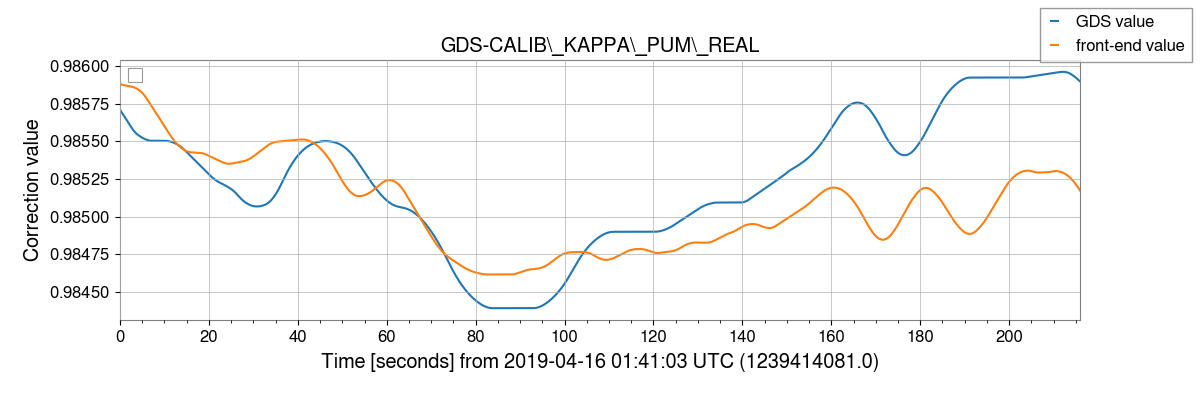 GDS value
front-end value
GDS-CALIB\_KAPPA\_PUM\_REAL
Correction value
0.98600
0.98575
0.98550
0.98525
0.98500
0.98475
0.98450
0 20 40 60 80 100 120 140 160 180 200
Time [seconds] from 2019-04-16 01:41:03 UTC (1239414081.0)